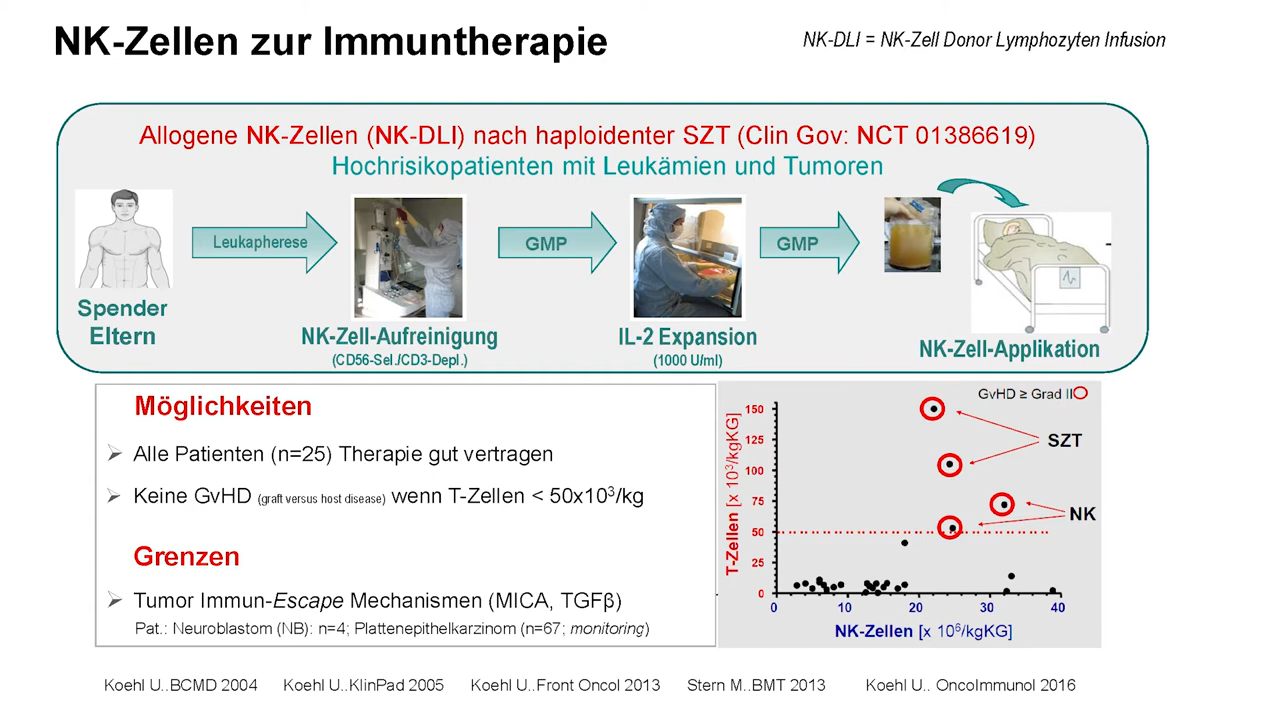 NK-Zellen zur Immuntherapie
NK-DLI = NK-Zell Donor Lymphozyten Infusion
Allogene NK-Zellen (NK-DLI) nach haploidenter SZT (Clin Gov: NCT 01386619)
Hochrisikopatienten mit Leukämien und Tumoren
Leukapherese
GMP
GMP
Spender
Eltern
NK-Zell-Aufreinigung
(CD56-Sel./CD3-Depl.)
IL-2 Expansion
(1000 U/ml)
NK-Zell-Applikation
Möglichkeiten
Alle Patienten (n=25) Therapie gut vertragen
Keine GvHD (graft versus host disease) wenn T-Zellen < 50x10³/kg
Grenzen
Tumor Immun-Escape Mechanismen (MICA, TGFβ)
Pat.: Neuroblastom (NB): n=4; Plattenepithelkarzinom (n=67; monitoring)
GvHD ≥ Grad II
T-Zellen [x 10³/kgKG]
150
125
100
75
50
25
0
SZT
NK
0
10
20
30
40
NK-Zellen [x 10⁶/kgKG]
Koehl U..BCMD 2004
Koehl U..KlinPad 2005
Koehl U..Front Oncol 2013
Stern M..BMT 2013
Koehl U.. OncoImmunol 2016